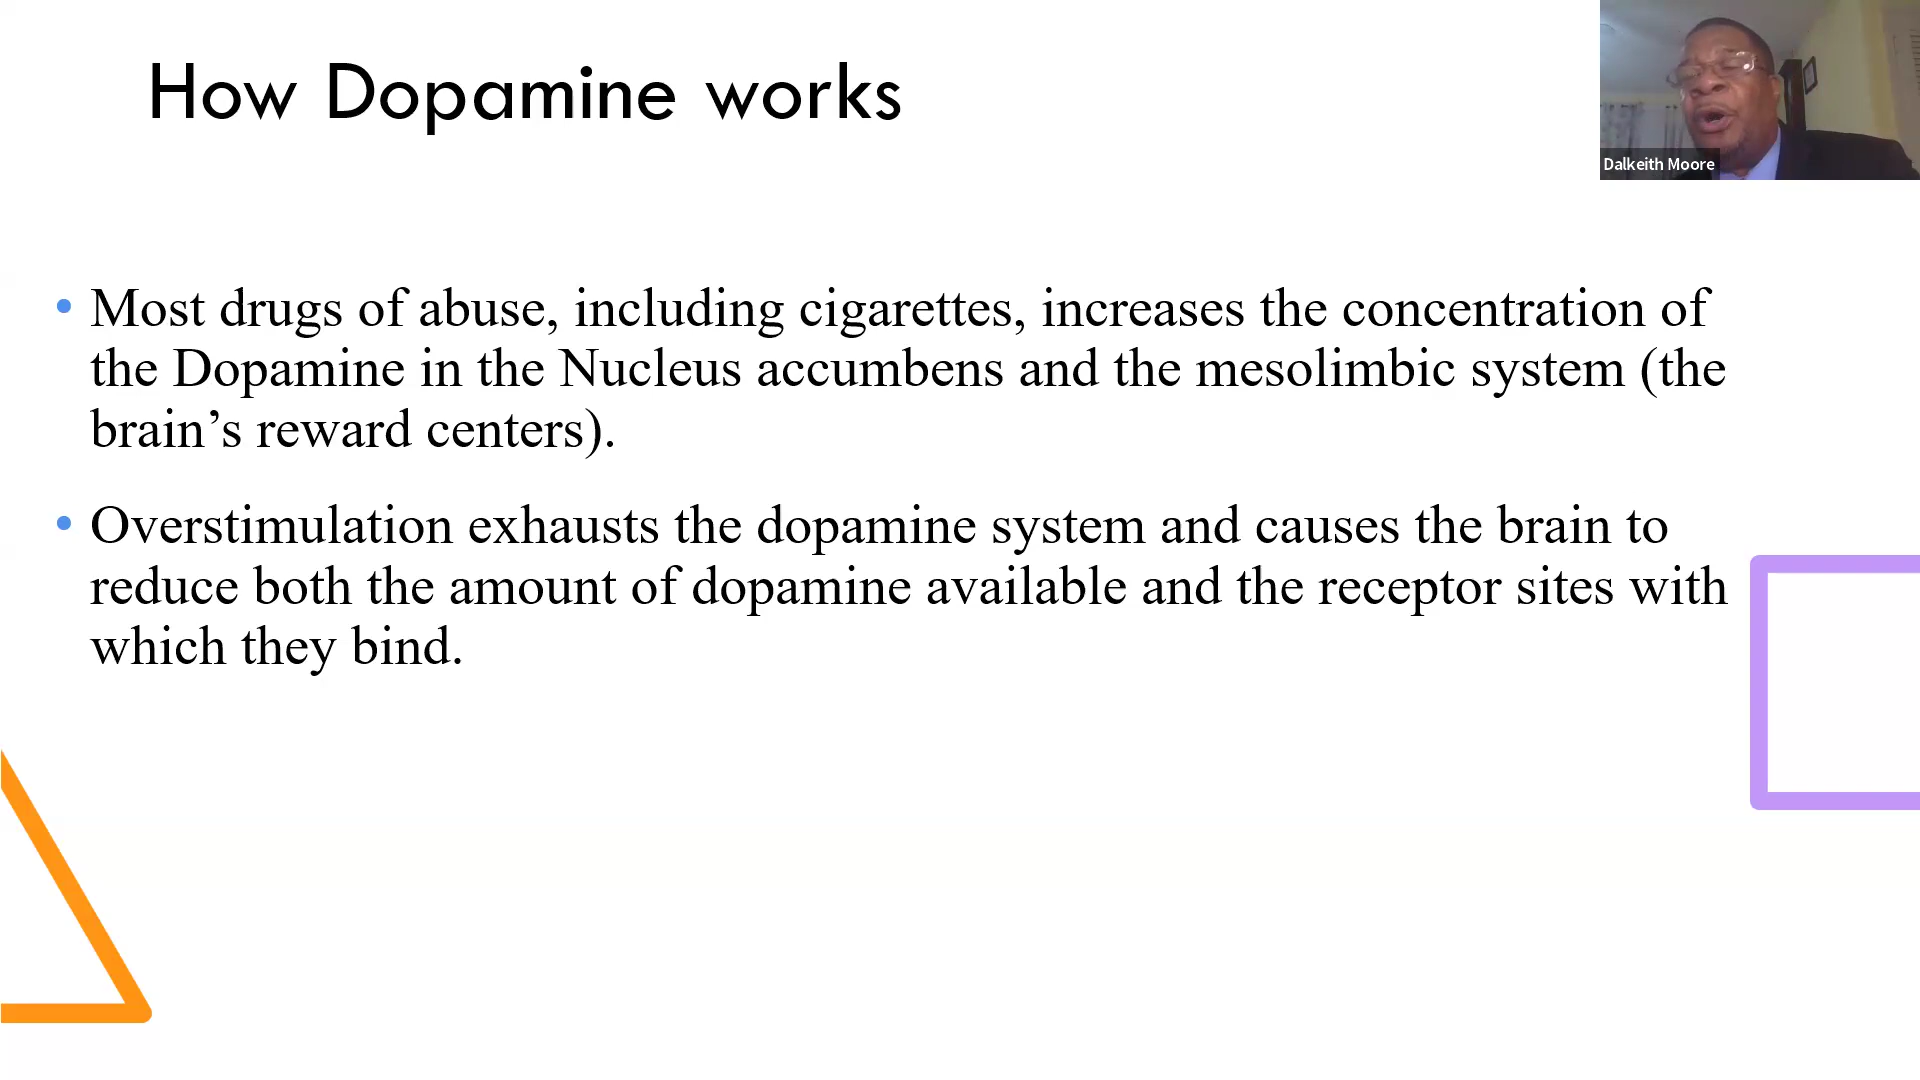 How Dopamine works
Dalkeith Moore
• Most drugs of abuse, including cigarettes, increases the concentration of
the Dopamine in the Nucleus accumbens and the mesolimbic system (the
brain’s reward centers).
• Overstimulation exhausts the dopamine system and causes the brain to
reduce both the amount of dopamine available and the receptor sites with
which they bind.